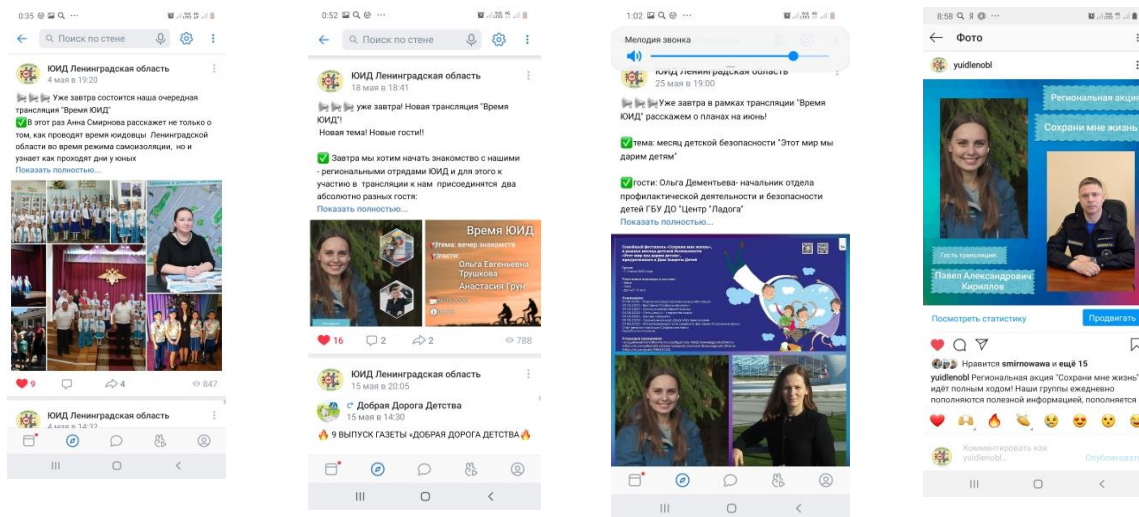 0:35
Поиск по стене
ЮИД Ленинградская область
4 мая в 19:20
Уже завтра состоится наша очередная
трансляция "Время ЮИД"
В этот раз Анна Смирнова расскажет не только о
том, как проводят время юидовцы Ленинградской
области во время режима самоизоляции, но и
узнает как проходят дни у юных
Показать полностью...
9
4
847
ЮИД Ленинградская область
4 мая в 14:32
0:52
Поиск по стене
ЮИД Ленинградская область
18 мая в 18:41
уже завтра! Новая трансляция "Время
ЮИД"!
Новая тема! Новые гости!!
Завтра мы хотим начать знакомство с нашими
- региональными отрядами ЮИД и для этого к
участию в трансляции к нам присоединятся два
абсолютно разных гостя:
Показать полностью...
Время ЮИД
тема: вечер знакомств
гости:
Ольга Евгеньевна
Трушкова
Анастасия Грун
16
2
2
788
ЮИД Ленинградская область
15 мая в 20:05
Добрая Дорога Детства
15 мая в 14:30
9 ВЫПУСК ГАЗЕТЫ «ДОБРАЯ ДОРОГА ДЕТСТВА
1:02
Мелодия звонка
ЮИД Ленинградская область
25 мая в 19:00
Уже завтра в рамках трансляции "Время
ЮИД" расскажем о планах на июнь!
тема: месяц детской безопасности "Этот мир мы
дарим детям"
гости: Ольга Дементьева- начальник отдела
профилактической деятельности и безопасности
детей ГБУ ДО "Центр "Ладога"
Показать полностью...
8:58
Фото
yuidlenobl
Региональная акция
Сохрани мне жизнь
Гость трансляции:
Павел Александрович
Кириллов
Посмотреть статистику
Продвигать
Нравится smirnowawa и ещё 15
yuidlenobl Региональная акция "Сохрани мне жизнь"
идёт полным ходом! Наши группы ежедневно
пополняются полезной информацией, пополняется
Комментировать как
yuidlenobl...
Опубликовать